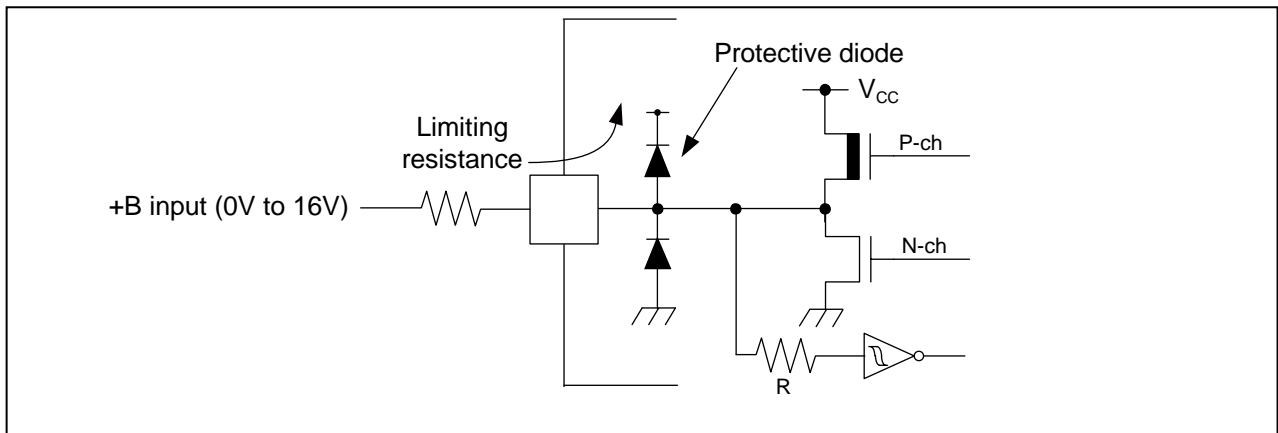 Protective diode
V_CC
Limiting
resistance
P-ch
+B input (0V to 16V)
N-ch
R